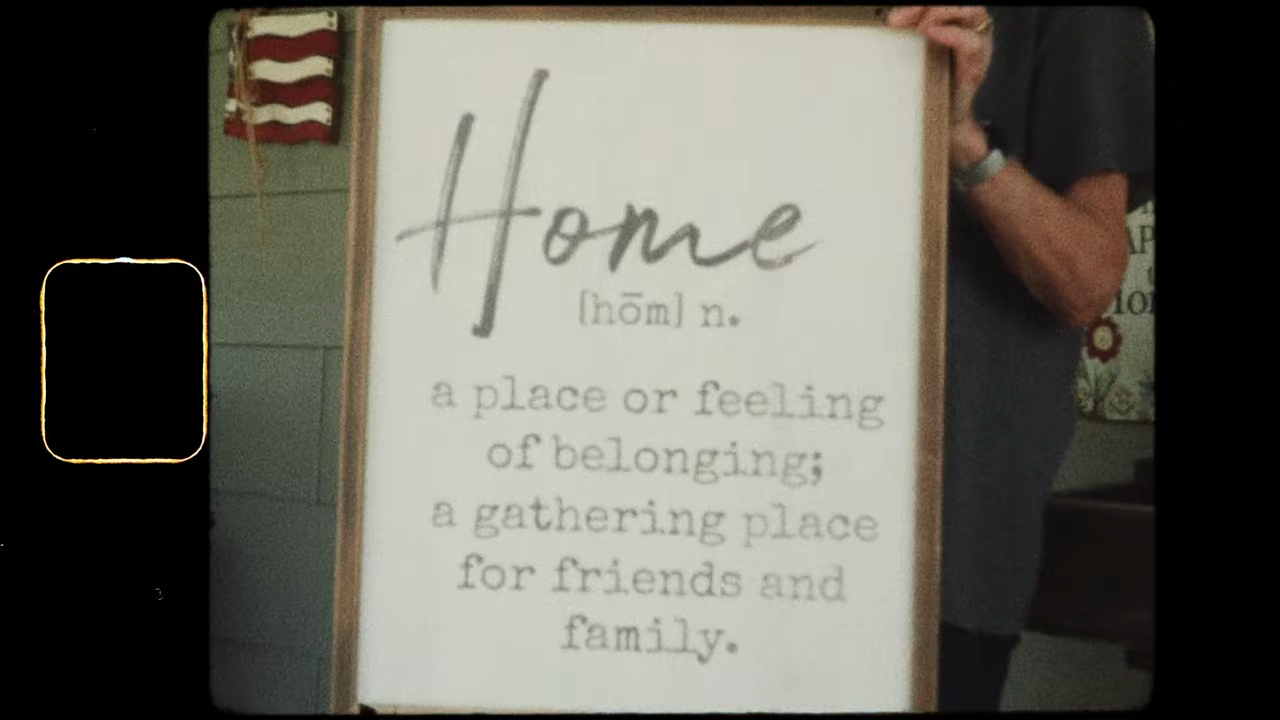 Home
[hōm] n.
a place or feeling
of belonging;
a gathering place
for friends and
family.